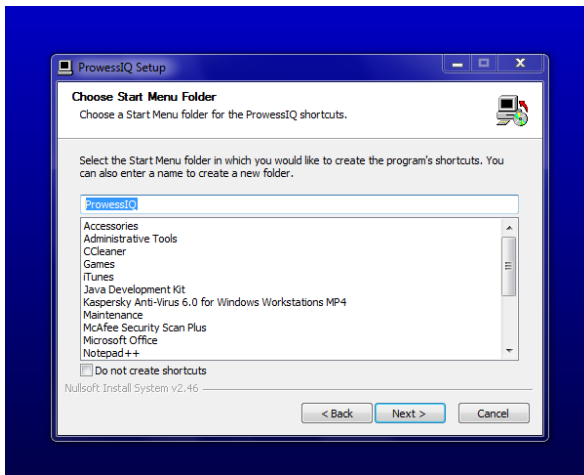 ProwessIQ Setup
Choose Start Menu Folder
Choose a Start Menu folder for the ProwessIQ shortcuts.
Select the Start Menu folder in which you would like to create the program's shortcuts. You
can also enter a name to create a new folder.
ProwessIQ
Accessories
Administrative Tools
CCleaner
Games
iTunes
Java Development Kit
Kaspersky Anti-Virus 6.0 for Windows Workstations MP4
Maintenance
McAfee Security Scan Plus
Microsoft Office
Notepad++
Do not create shortcuts
Nullsoft Install System v2.46
< Back Next > Cancel